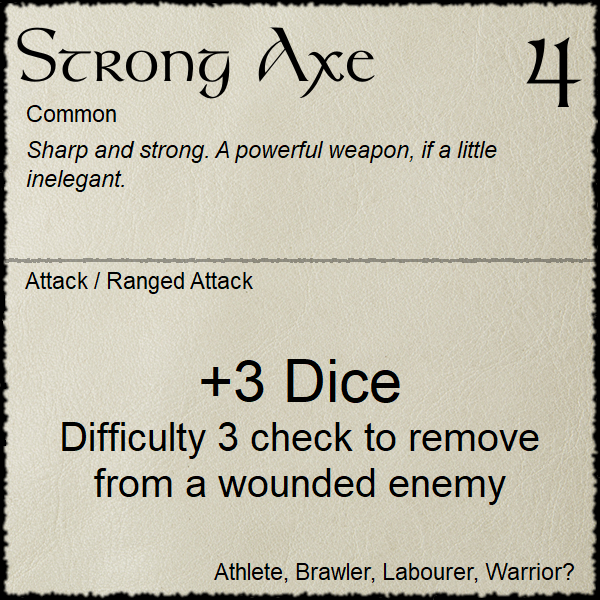 Strong Axe 4
Common
Sharp and strong. A powerful weapon, if a little
inelegant.
Attack / Ranged Attack
+3 Dice
Difficulty 3 check to remove
from a wounded enemy
Athlete, Brawler, Labourer, Warrior?